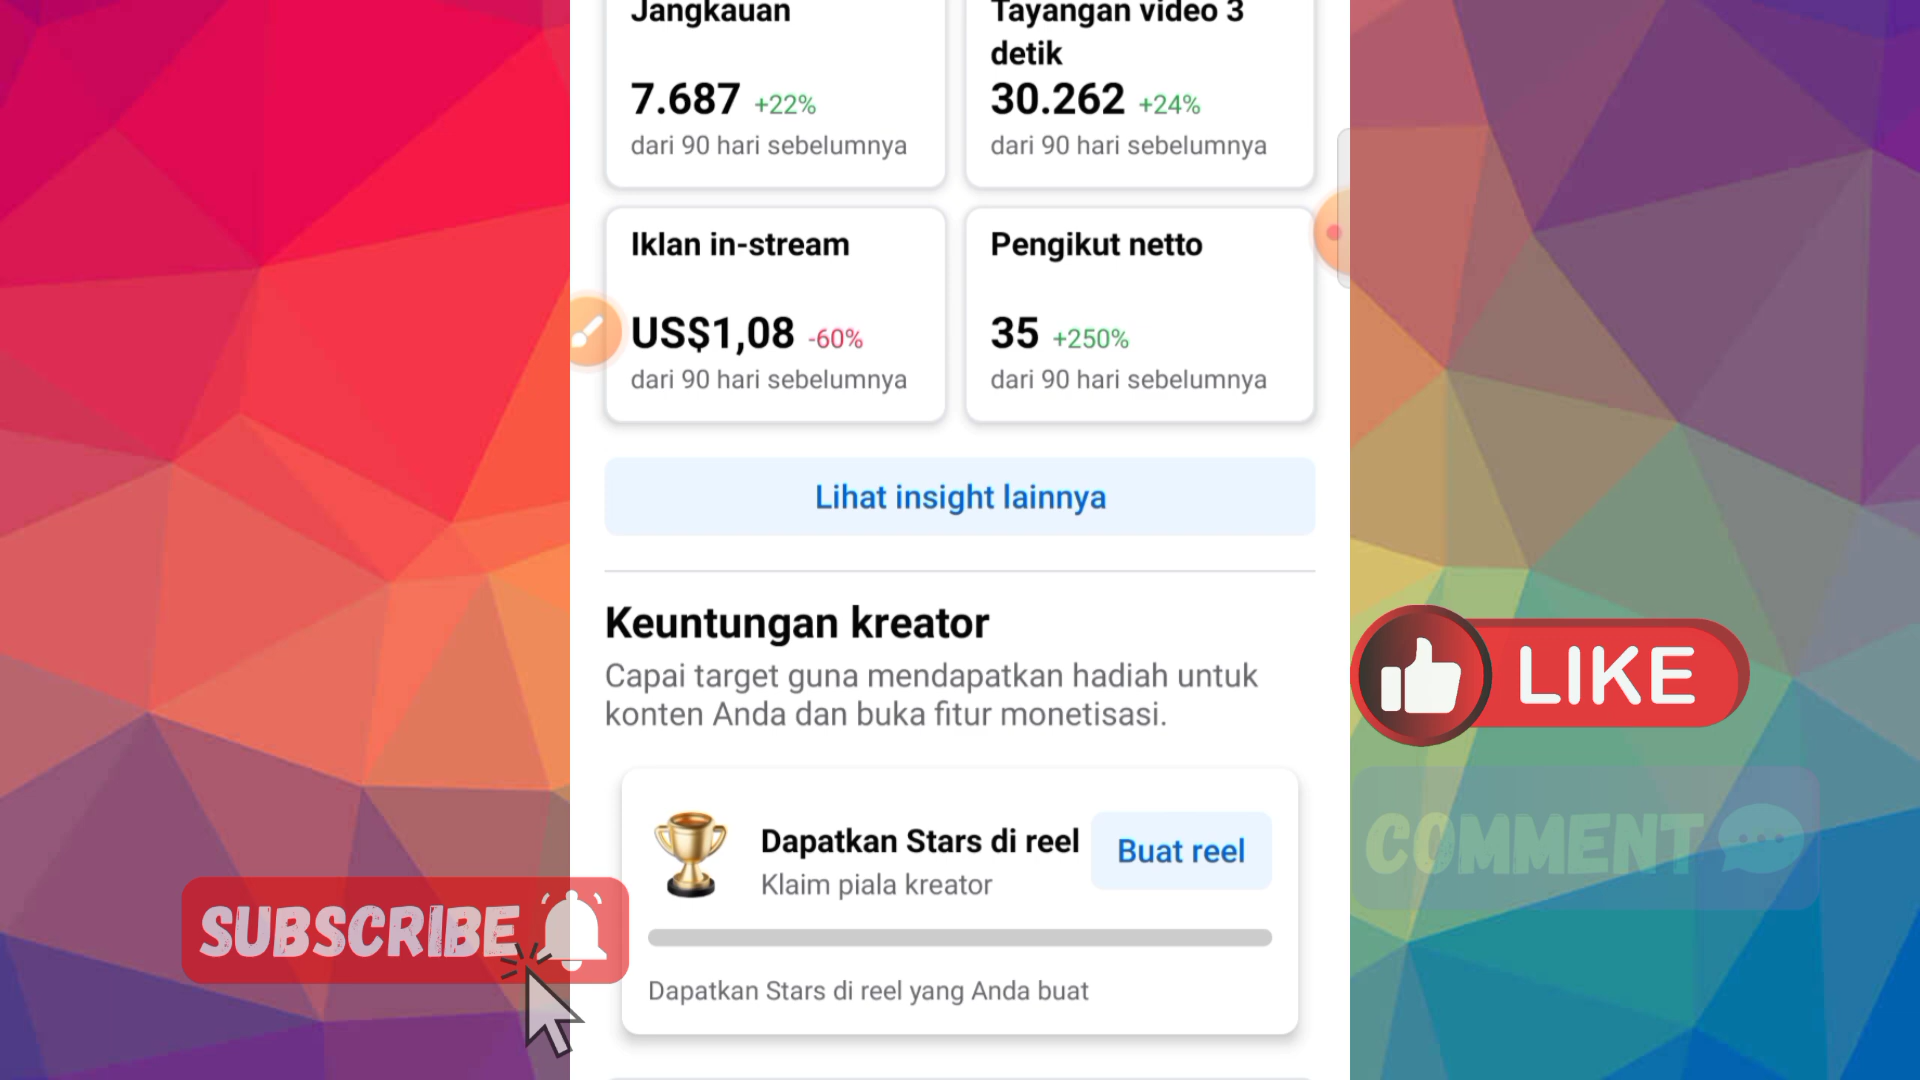 Jangkauan
7.687 +22%
dari 90 hari sebelumnya
Tayangan video 3
detik
30.262 +24%
dari 90 hari sebelumnya
Iklan in-stream
US$1,08 -60%
dari 90 hari sebelumnya
Pengikut netto
35 +250%
dari 90 hari sebelumnya
Lihat insight lainnya
Keuntungan kreator
Capai target guna mendapatkan hadiah untuk
konten Anda dan buka fitur monetisasi.
Dapatkan Stars di reel
Klaim piala kreator
Buat reel
Dapatkan Stars di reel yang Anda buat
SUBSCRIBE
LIKE
COMMENT